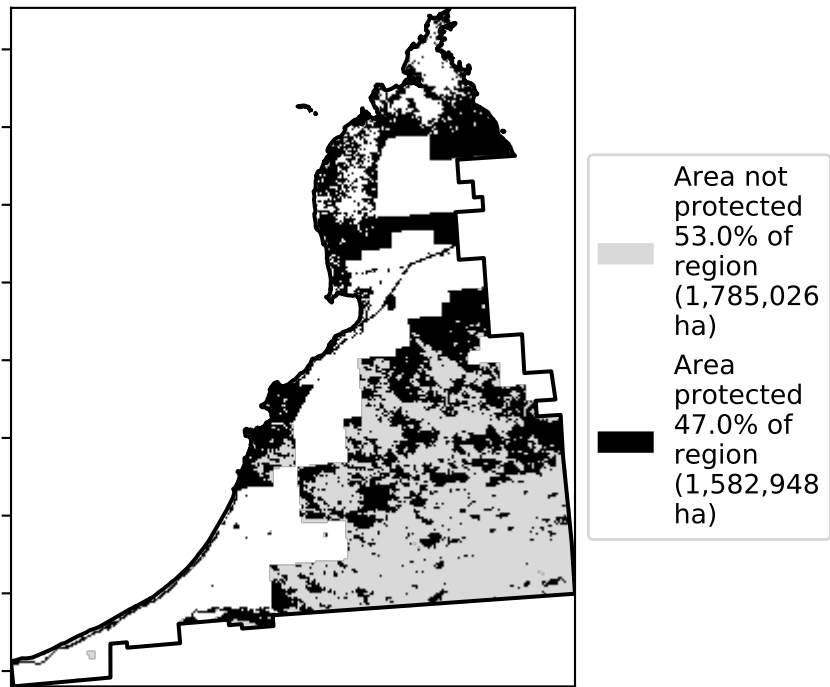 Area not
protected
53.0% of
region
(1,785,026
ha)
Area
protected
47.0% of
region
(1,582,948
ha)